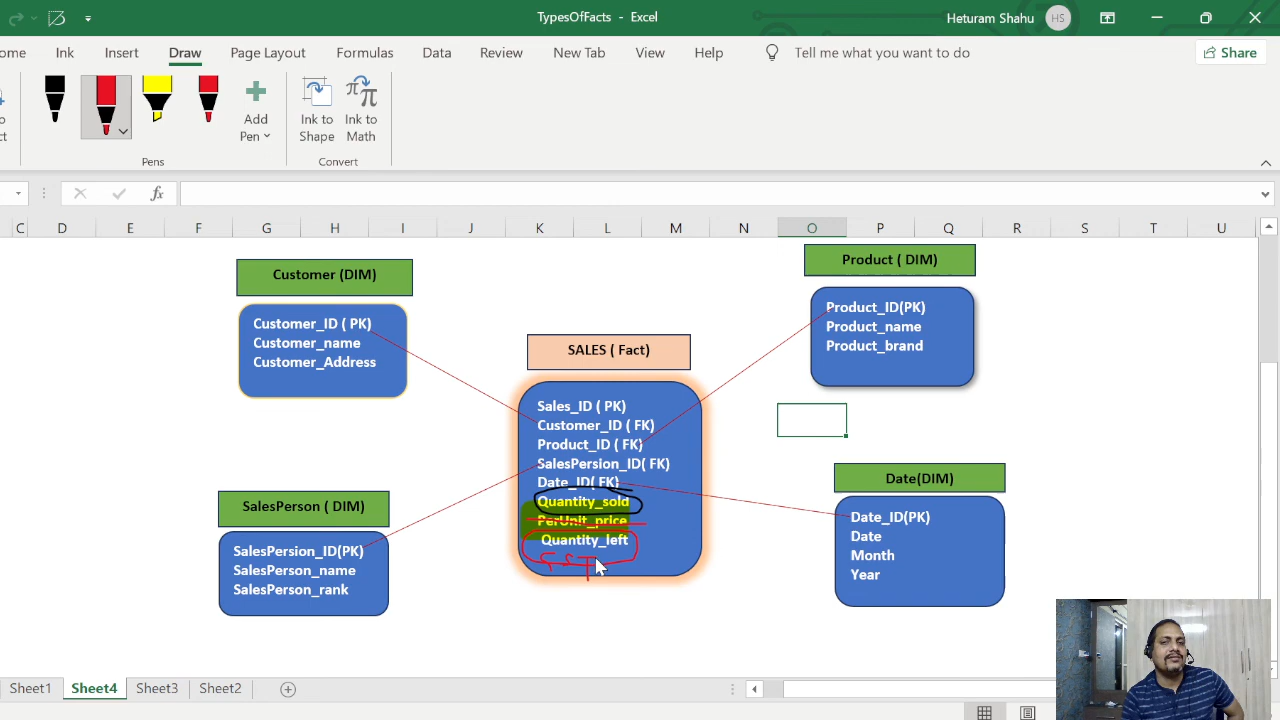 TypesOfFacts - Excel
Heturam Shahu
HS
Ink
Insert
Draw
Page Layout
Formulas
Data
Review
New Tab
View
Help
Tell me what you want to do
Share
Add
Pen
Ink to
Shape
Ink to
Math
Pens
Convert
fx
C D E F G H I J K L M N O P Q R S T U
Customer (DIM)
Customer_ID ( PK)
Customer_name
Customer_Address
Product ( DIM)
Product_ID(PK)
Product_name
Product_brand
SALES ( Fact)
Sales_ID ( PK)
Customer_ID ( FK)
Product_ID ( FK)
SalesPersion_ID( FK)
Date_ID( FK)
Quantity_sold
PerUnit_price
Quantity_left
GST
SalesPerson ( DIM)
SalesPersion_ID(PK)
SalesPerson_name
SalesPerson_rank
Date(DIM)
Date_ID(PK)
Date
Month
Year
Sheet1
Sheet4
Sheet3
Sheet2